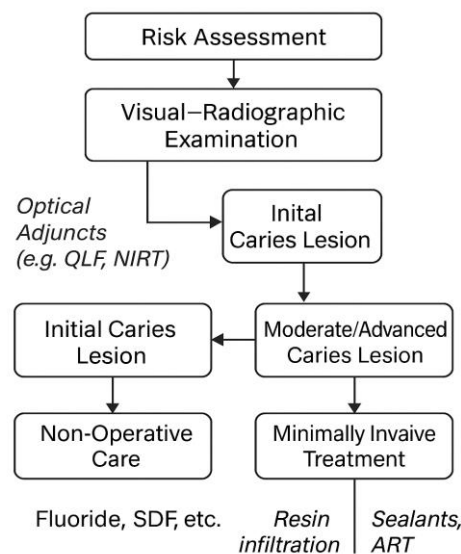 Risk Assessment
Visual–Radiographic
Examination
Optical
Adjuncts
(e.g. QLF, NIRT)
Inital
Caries Lesion
Initial Caries
Lesion
Moderate/Advanced
Caries Lesion
Non-Operative
Care
Minimally Invaive
Treatment
Fluoride, SDF, etc.
Resin
infiltration
Sealants,
ART